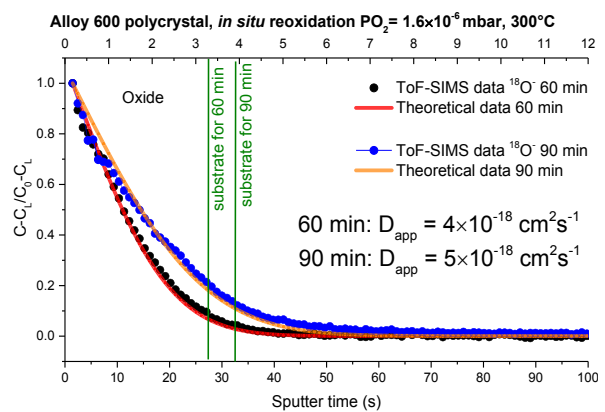 Alloy 600 polycrystal, in situ reoxidation PO2= 1.6×10-6 mbar, 300°C
0 1 2 3 4 5 6 7 8 9 10 11 12
Oxide
substrate for 60 min
substrate for 90 min
ToF-SIMS data 18O- 60 min
Theoretical data 60 min
ToF-SIMS data 18O- 90 min
Theoretical data 90 min
60 min: Dapp = 4×10-18 cm2s-1
90 min: Dapp = 5×10-18 cm2s-1
C-CL/C0-CL
1.0
0.8
0.6
0.4
0.2
0.0
0 10 20 30 40 50 60 70 80 90 100
Sputter time (s)